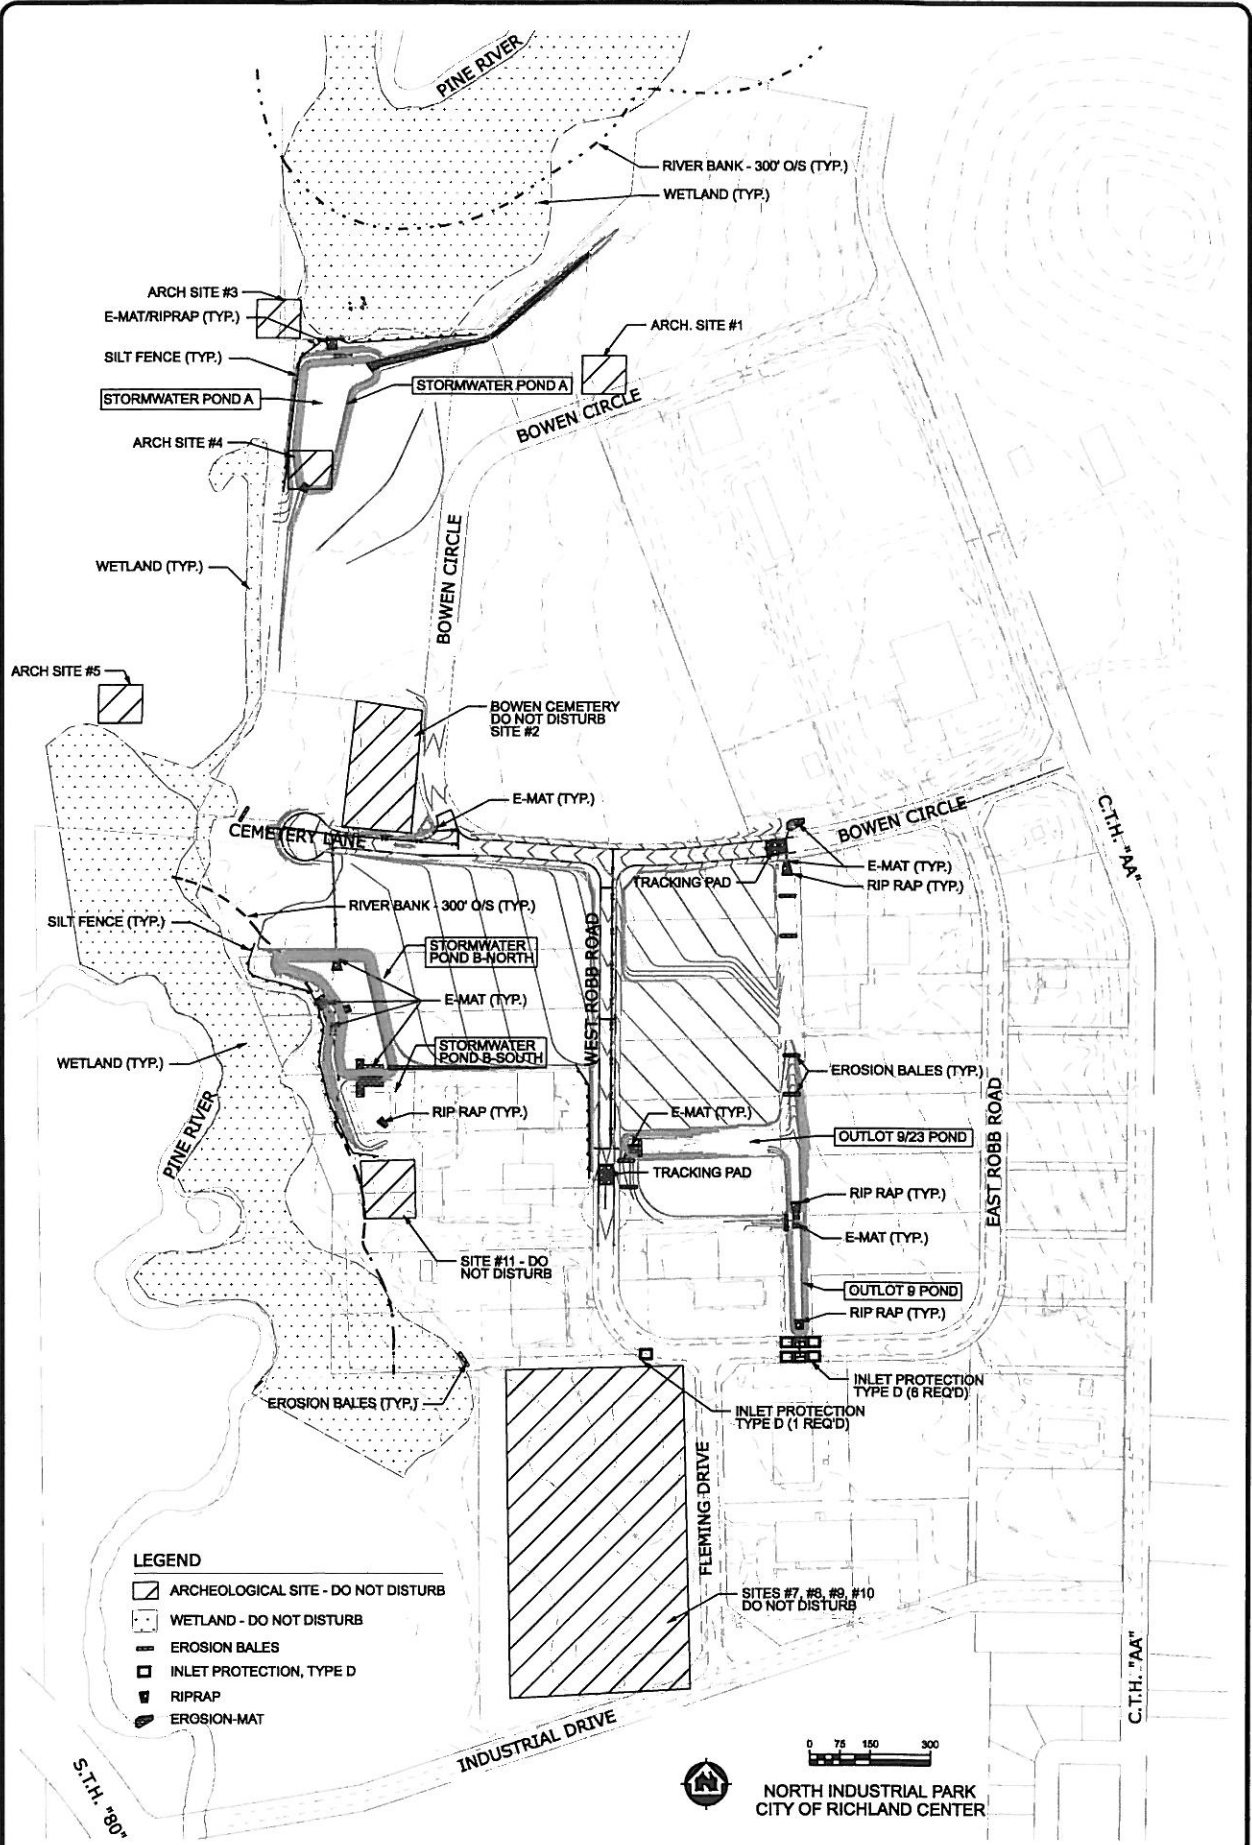 PINE RIVER
RIVER BANK - 300' O/S (TYP.)
WETLAND (TYP.)
ARCH SITE #3
E-MAT/RIPRAP (TYP.)
ARCH. SITE #1
SILT FENCE (TYP.)
STORMWATER POND A
STORMWATER POND A
BOWEN CIRCLE
ARCH SITE #4
BOWEN CIRCLE
WETLAND (TYP.)
ARCH SITE #5
BOWEN CEMETERY
DO NOT DISTURB
SITE #2
E-MAT (TYP.)
CEMETERY LANE
BOWEN CIRCLE
C.T.H. "AA"
E-MAT (TYP.)
TRACKING PAD
RIP RAP (TYP.)
RIVER BANK - 300' O/S (TYP.)
SILT FENCE (TYP.)
STORMWATER
POND B-NORTH
WEST ROBB ROAD
E-MAT (TYP.)
STORMWATER
POND B-SOUTH
WETLAND (TYP.)
EROSION BALES (TYP.)
RIP RAP (TYP.)
E-MAT (TYP.)
PINE RIVER
OUTLOT 9/23 POND
EAST ROBB ROAD
TRACKING PAD
RIP RAP (TYP.)
E-MAT (TYP.)
SITE #11 - DO
NOT DISTURB
OUTLOT 9 POND
RIP RAP (TYP.)
INLET PROTECTION
TYPE D (6 REQ'D)
EROSION BALES (TYP.)
INLET PROTECTION
TYPE D (1 REQ'D)
FLEMING DRIVE
LEGEND
ARCHEOLOGICAL SITE - DO NOT DISTURB
WETLAND - DO NOT DISTURB
EROSION BALES
INLET PROTECTION, TYPE D
RIPRAP
EROSION-MAT
SITES #7, #8, #9, #10
DO NOT DISTURB
C.T.H. "AA"
INDUSTRIAL DRIVE
S.T.H. "80"
0 75 150 300
N
NORTH INDUSTRIAL PARK
CITY OF RICHLAND CENTER